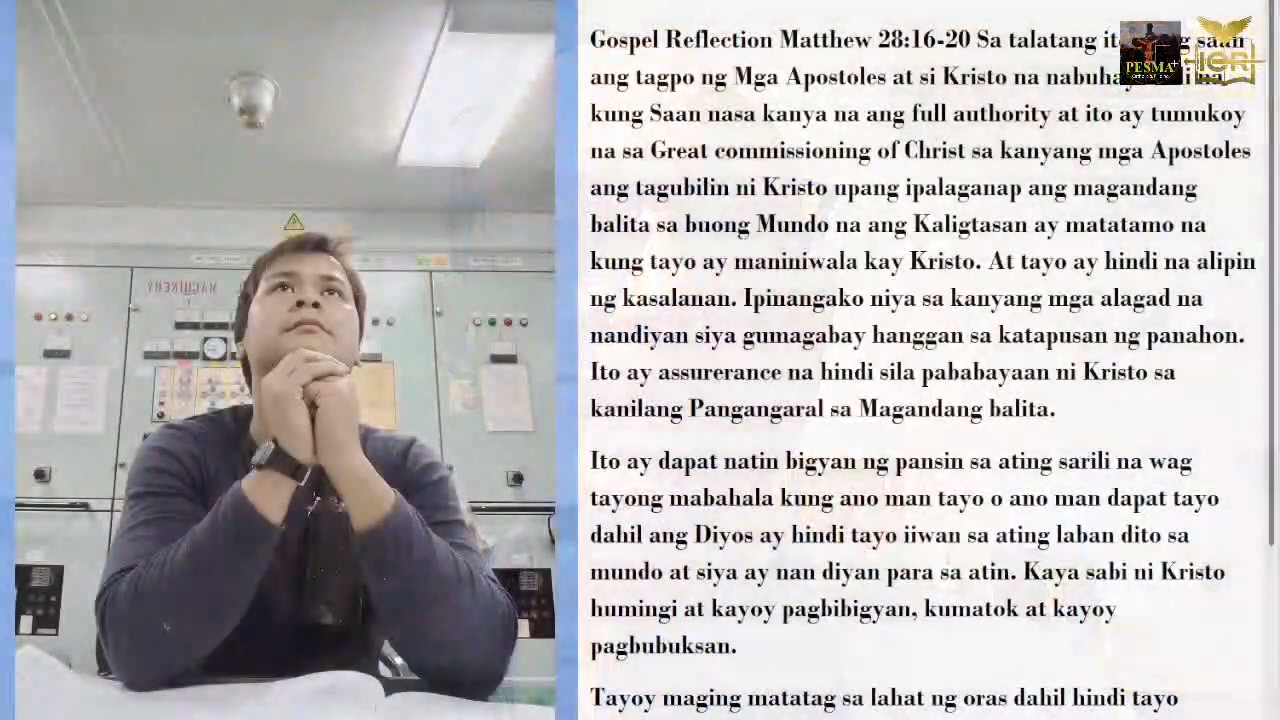 Gospel Reflection Matthew 28:16-20 Sa talatang saan
ang tagpo ng Mga Apostoles at si Kristo na
kung Saan nasa kanya na ang full authority at ito ay tumukoy
na sa Great commissioning of Christ sa kanyang mga Apostoles
ang tagubilin ni Kristo upang ipalaganap ang magandang
balita sa buong Mundo na ang Kaligtasan ay matatamo na
kung tayo ay maniniwala kay Kristo. At tayo ay hindi na alipin
ng kasalanan. Ipinangako niya sa kanyang mga alagad na
nandiyan siya gumagabay hanggan sa katapusan ng panahon.
Ito ay assurerance na hindi sila pababayaan ni Kristo sa
kanilang Pangangaral sa Magandang balita.
Ito ay dapat natin bigyan ng pansin sa ating sarili na wag
tayong mabahala kung ano man tayo o ano man dapat tayo
dahil ang Diyos ay hindi tayo iiwan sa ating laban dito sa
mundo at siya ay nan diyan para sa atin. Kaya sabi ni Kristo
humingi at kayoy pagbibigyan, kumatok at kayoy
pagbubuksan.
Tayoy maging matatag sa lahat ng oras dahil hindi tayo
PESMA
IGR
MACHINERY